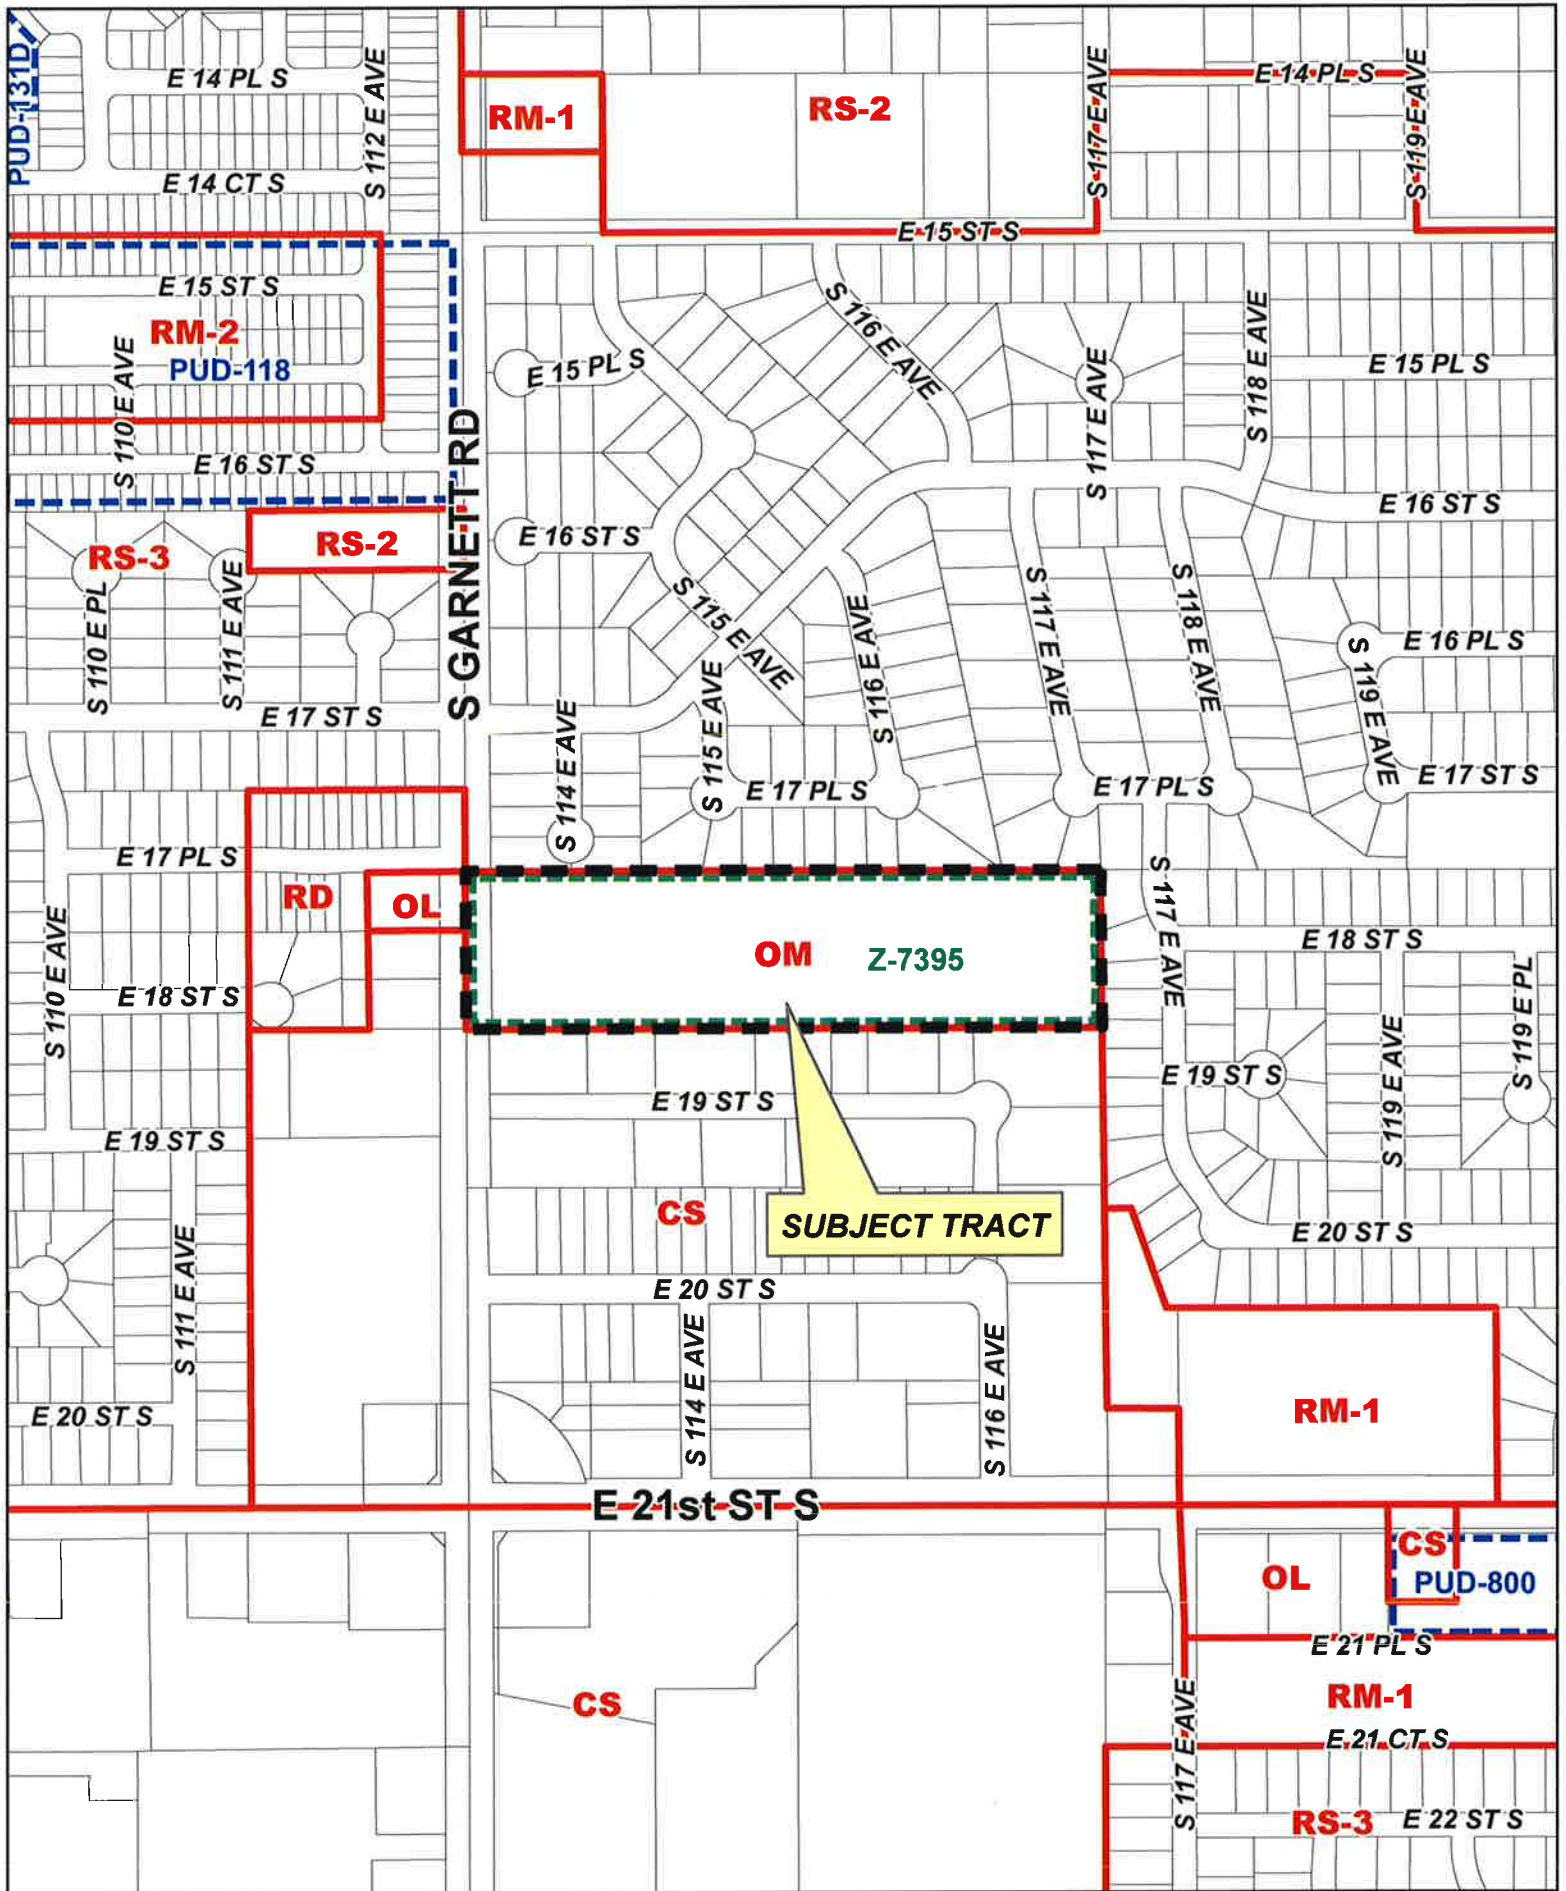 PUD-131D
E 14 PL S
S 112 E AVE
RM-1
RS-2
S 117 E AVE
E 14 PL S
S 119 E AVE
E 14 CT S
E 15 ST S
E 15 ST S
RM-2
PUD-118
S 110 E AVE
E 16 ST S
S GARNETT RD
E 15 PL S
S 116 E AVE
S 117 E AVE
S 118 E AVE
E 15 PL S
E 16 ST S
RS-3
RS-2
S 110 E PL
S 111 E AVE
E 17 ST S
E 16 ST S
S 115 E AVE
S 116 E AVE
S 117 E AVE
S 118 E AVE
E 16 PL S
S 119 E AVE
S 114 E AVE
S 115 E AVE
E 17 PL S
E 17 PL S
E 17 ST S
E 17 PL S
RD
OL
OM
Z-7395
S 117 E AVE
E 18 ST S
S 110 E AVE
E 18 ST S
S 119 E PL
E 19 ST S
S 119 E AVE
E 19 ST S
E 19 ST S
CS
SUBJECT TRACT
E 20 ST S
S 111 E AVE
E 20 ST S
S 114 E AVE
S 116 E AVE
E 20 ST S
RM-1
E 21st ST S
CS
OL
PUD-800
E 21 PL S
CS
RM-1
S 117 E AVE
E 21 CT S
RS-3
E 22 ST S